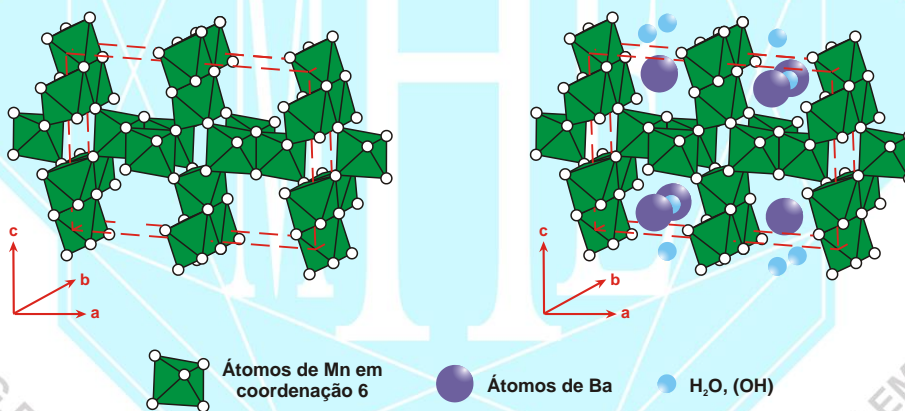 c
b
a
c
b
a
Átomos de Mn em
coordenação 6
Átomos de Ba
H₂O, (OH)